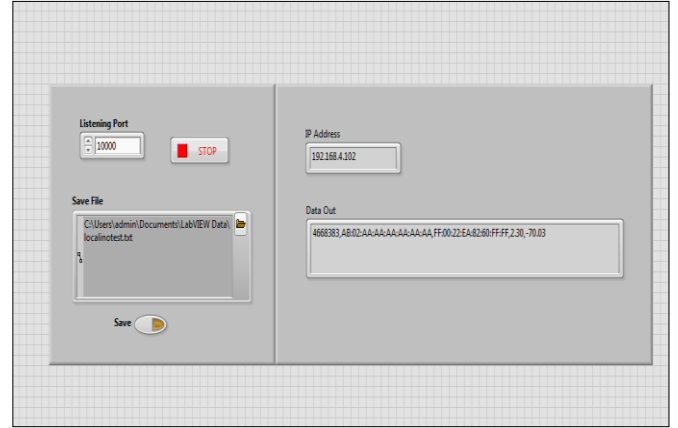 Listening Port
10000
STOP
Save File
C:\Users\admin\Documents\LabVIEW Data\
localinotest.txt
Save
IP Address
192.168.4.102
Data Out
4668383,AB:02:AA:AA:AA:AA:AA:AA,FF:00:22:EA:82:60:FF:FF,2.30,-70.03